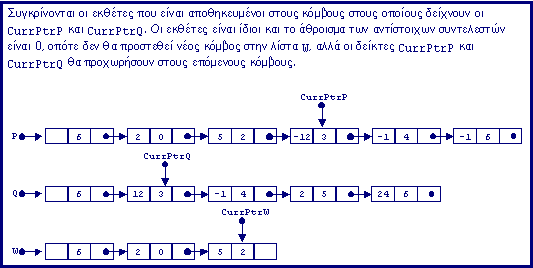 Συγκρίνονται οι εκθέτες που είναι αποθηκευμένοι στους κόμβους στους οποίους δείχνουν οι
CurrPtrP και CurrPtrQ. Οι εκθέτες είναι ίδιοι και το άθροισμα των αντίστοιχων συντελεστών
είναι 0, οπότε δεν θα προστεθεί νέος κόμβος στην λίστα W, αλλά οι δείκτες CurrPtrP και
CurrPtrQ θα προχωρήσουν στους επόμενους κόμβους.
CurrPtrP
P 6 2 0 5 2 -12 3 -1 4 -1 6 0
CurrPtrQ
Q 6 12 3 -1 4 2 5 24 6 0
CurrPtrW
W 6 2 0 5 2